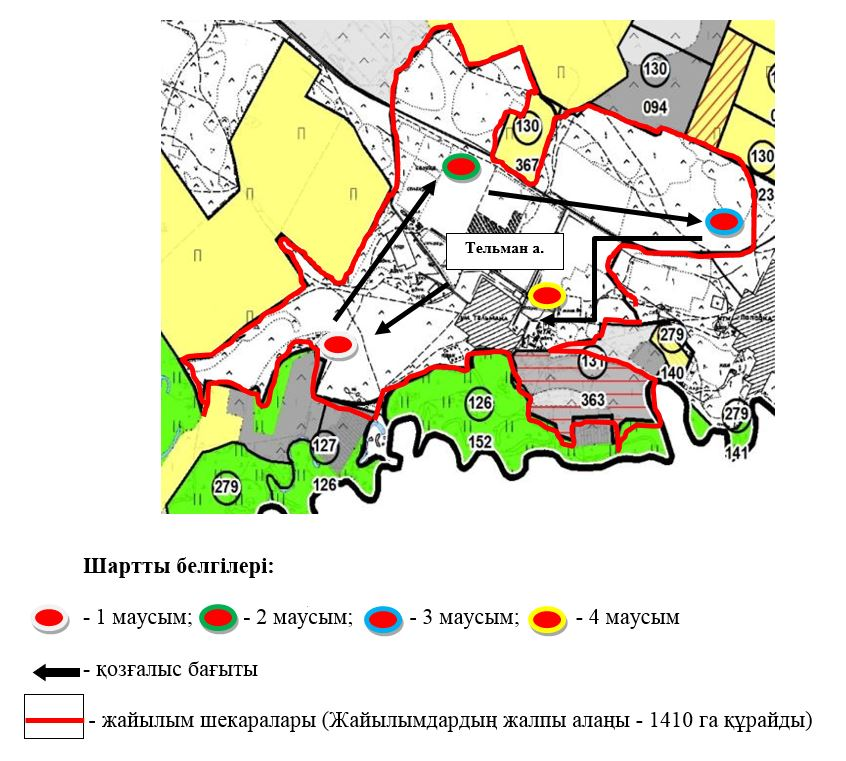 130
094
130
367
130
23
П
П
П
П
П
Тельман а.
279
140
131
363
126
152
127
126
279
279
141
Шартты белгілері:
- 1 маусым; - 2 маусым; - 3 маусым; - 4 маусым
- қозғалыс бағыты
- жайылым шекаралары (Жайылымдардың жалпы алаңы - 1410 га құрайды)